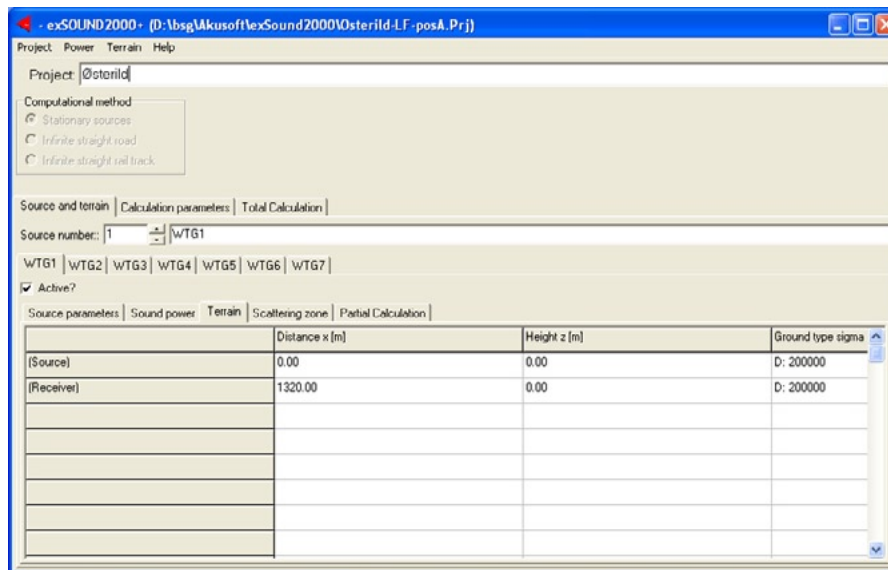 - exSOUND2000+ (D:\bsg\Akusoft\exSound2000\Osterild-LF-posA.Prj)
Project Power Terrain Help
Project: Østerild
Computational method
Stationary sources
Infinite straight road
Infinite straight rail track
Source and terrain Calculation parameters Total Calculation
Source number:: 1 WTG1
WTG1 WTG2 WTG3 WTG4 WTG5 WTG6 WTG7
Active?
Source parameters Sound power Terrain Scattering zone Partial Calculation
Distance x [m] Height z [m] Ground type sigma
(Source) 0.00 0.00 D: 200000
(Receiver) 1320.00 0.00 D: 200000